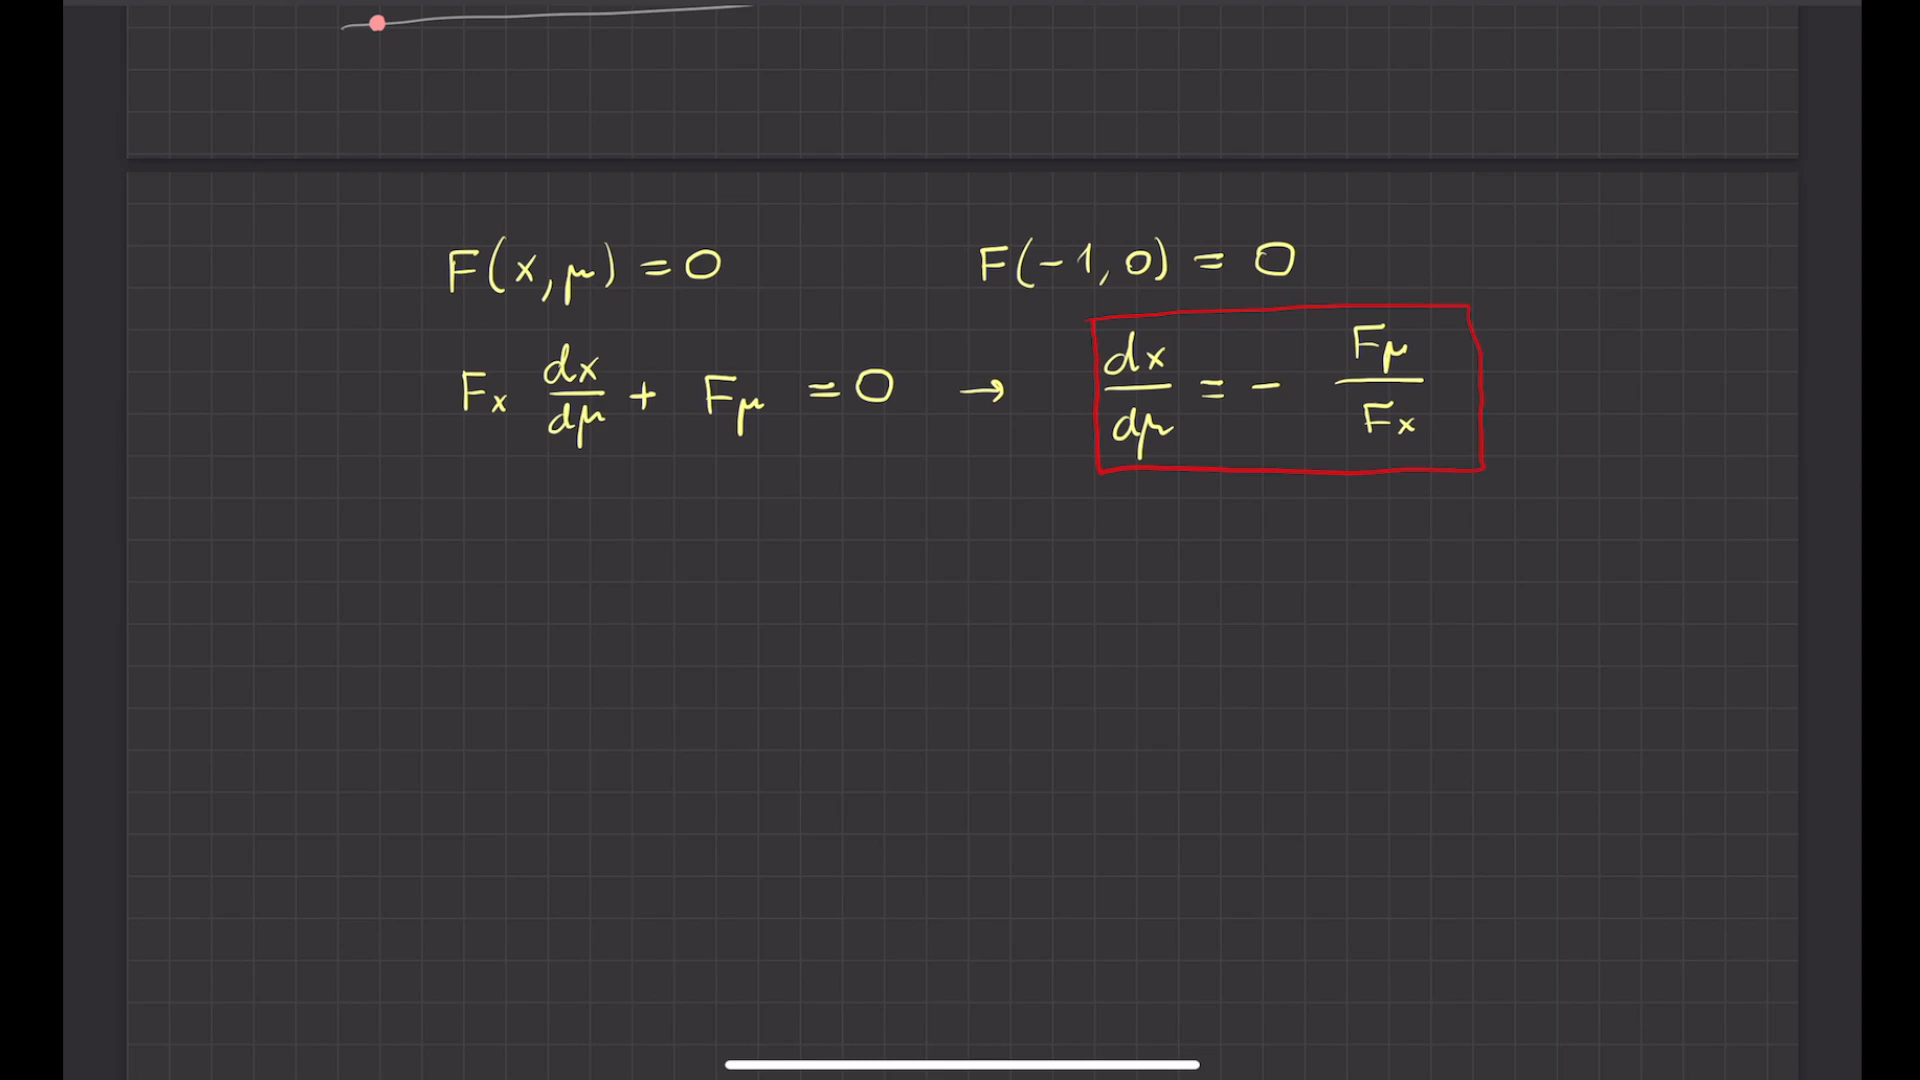 F(x, μ) = 0 F(-1, 0) = 0
Fx dx/dμ + Fμ = 0 → dx/dμ = - Fμ/Fx